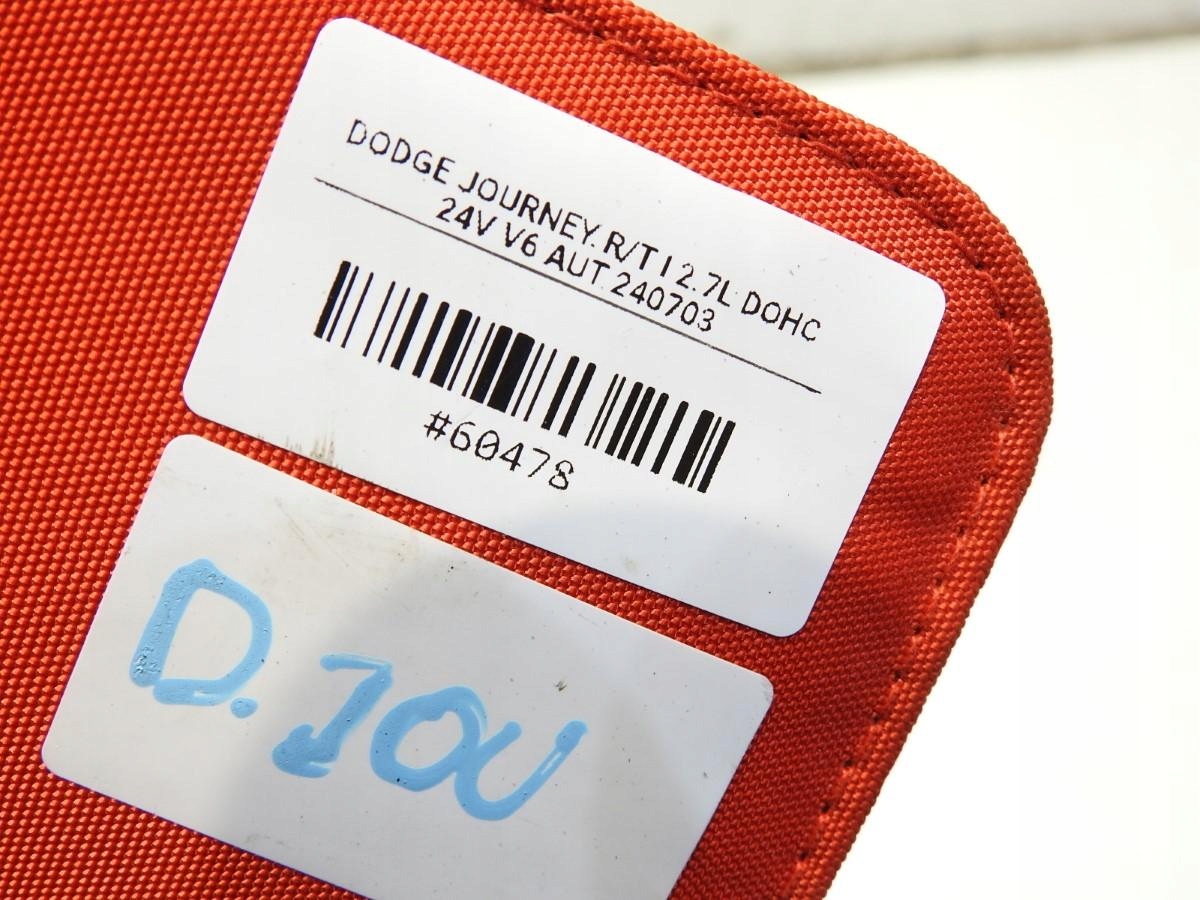 DODGE JOURNEY R/T I 2.7L DOHC
24V V6 AUT 240703
#60478
D. JOU